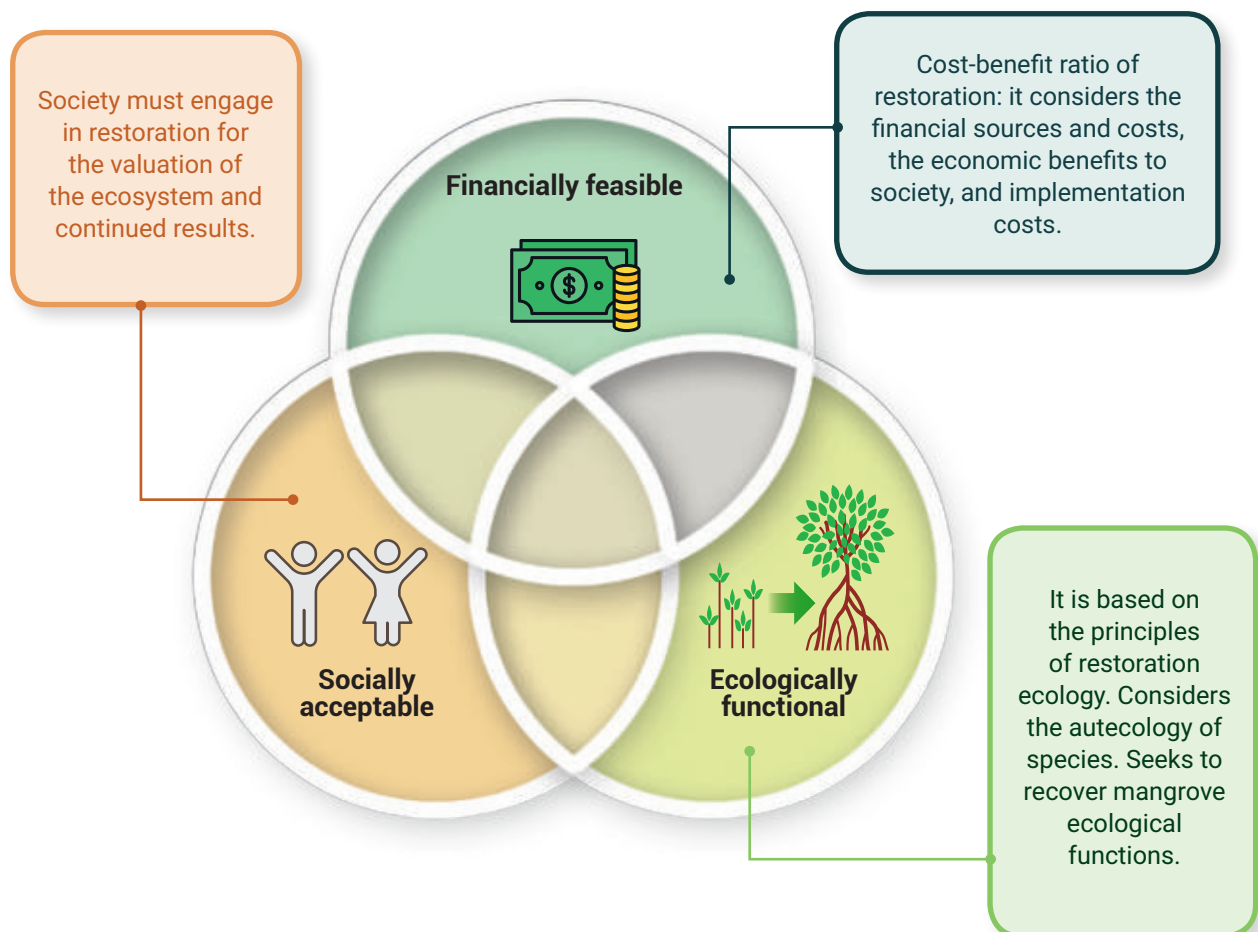 Society must engage
in restoration for
the valuation of
the ecosystem and
continued results.
Cost-benefit ratio of
restoration: it considers the
financial sources and costs,
the economic benefits to
society, and implementation
costs.
Financially feasible
$
Socially
acceptable
Ecologically
functional
It is based on
the principles
of restoration
ecology. Considers
the autecology of
species. Seeks to
recover mangrove
ecological
functions.